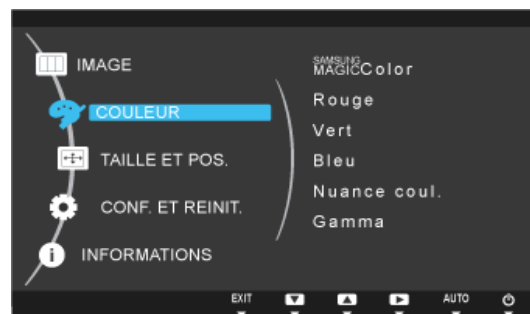 IMAGE
COULEUR
TAILLE ET POS.
CONF. ET REINIT.
INFORMATIONS
SAMSUNG MAGICColor
Rouge
Vert
Bleu
Nuance coul.
Gamma
EXIT AUTO